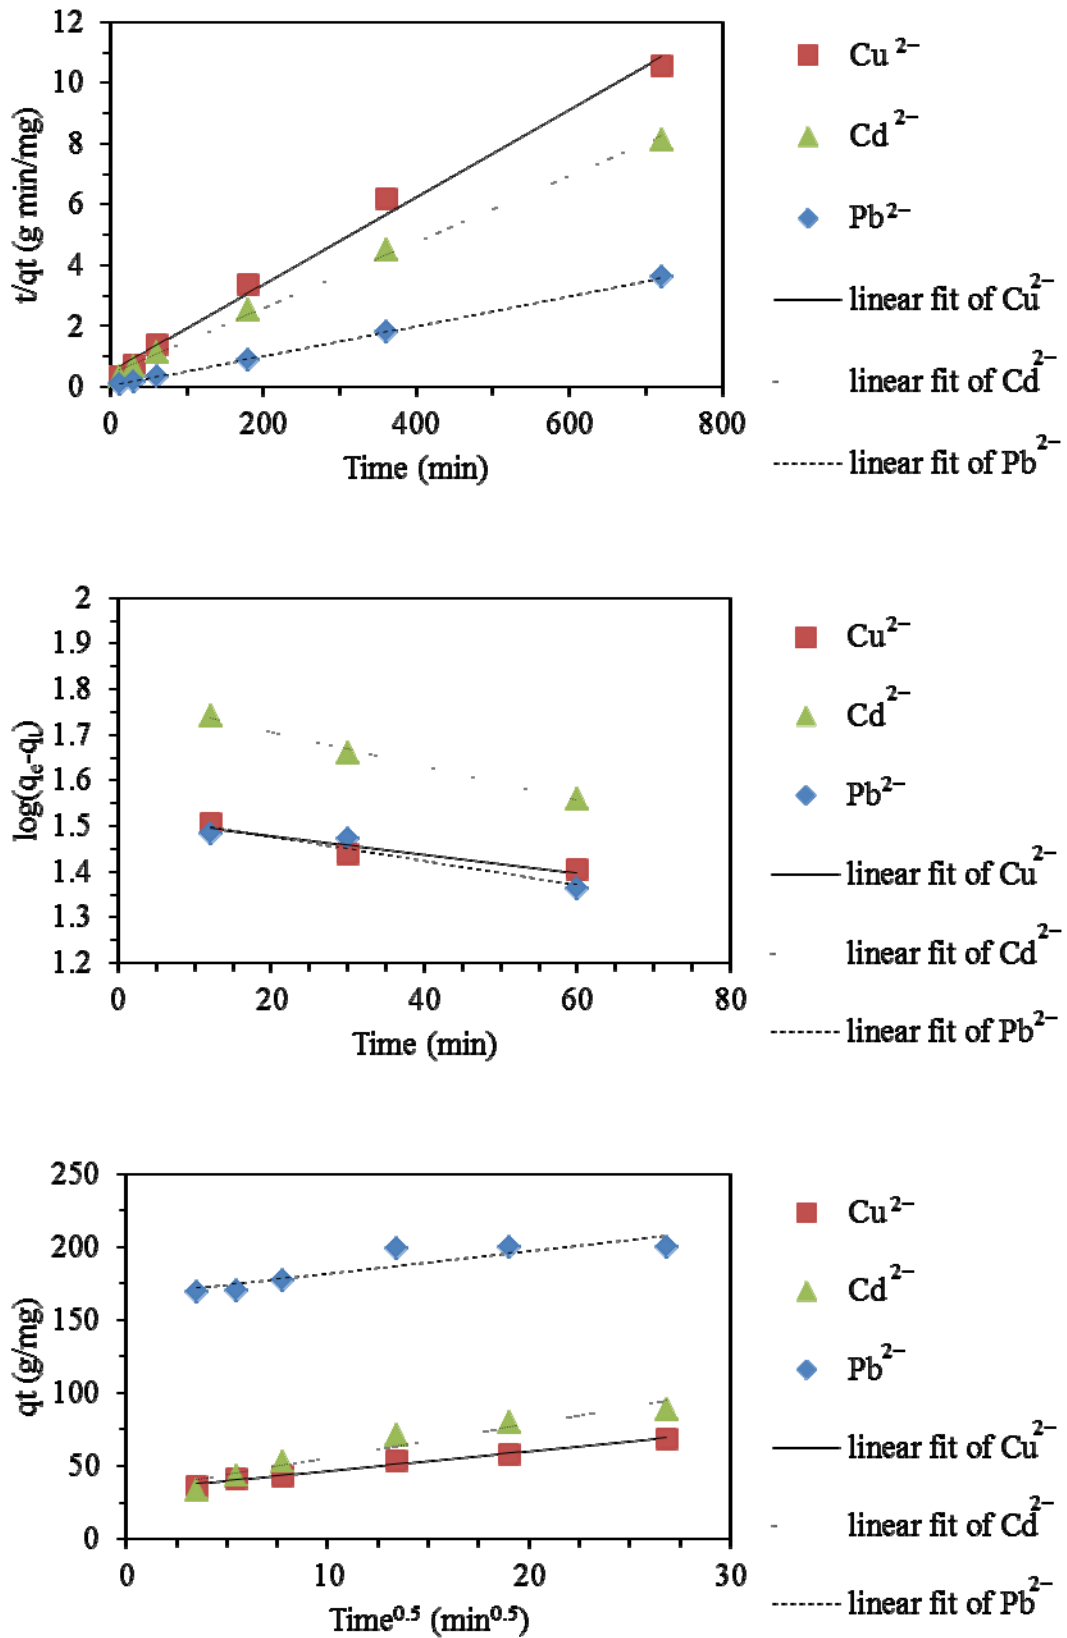 12
10
8
6
4
2
0
t/qt (g min/mg)
0 200 400 600 800
Time (min)
Cu²⁻
Cd²⁻
Pb²⁻
linear fit of Cu²⁻
linear fit of Cd²⁻
linear fit of Pb²⁻
2
1.9
1.8
1.7
1.6
1.5
1.4
1.3
1.2
log(qₑ-qₜ)
0 20 40 60 80
Time (min)
Cu²⁻
Cd²⁻
Pb²⁻
linear fit of Cu²⁻
linear fit of Cd²⁻
linear fit of Pb²⁻
250
200
150
100
50
0
qt (g/mg)
0 10 20 30
Time⁰·⁵ (min⁰·⁵)
Cu²⁻
Cd²⁻
Pb²⁻
linear fit of Cu²⁻
linear fit of Cd²⁻
linear fit of Pb²⁻